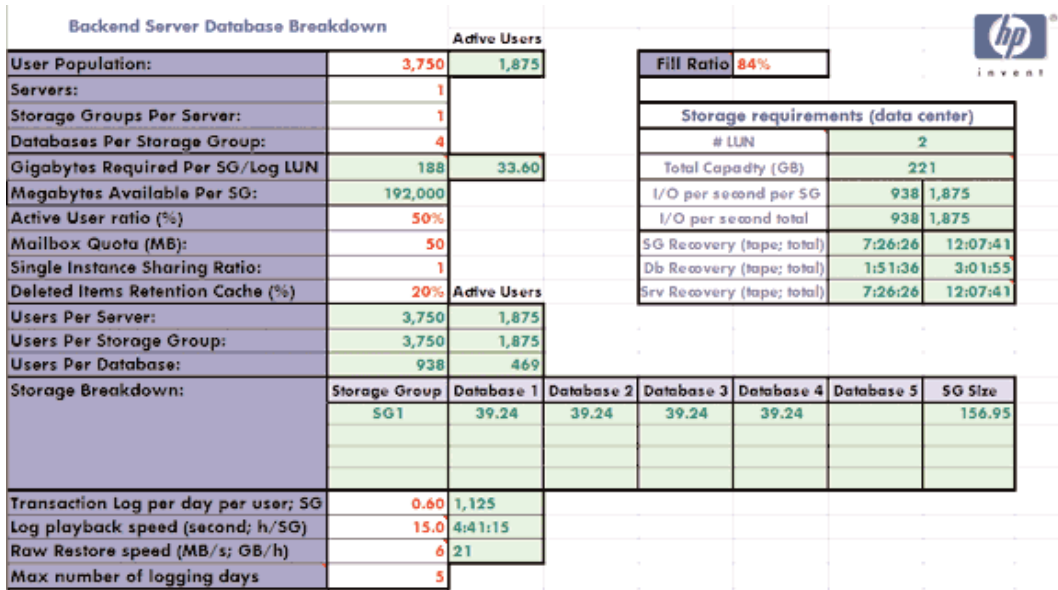 Backend Server Database Breakdown
Active Users
hp
®
invent
User Population: 3,750 1,875
Fill Ratio 84%
Servers: 1
Storage Groups Per Server: 1
Storage requirements (data center)
Databases Per Storage Group: 4
# LUN 2
Gigabytes Required Per SG/Log LUN 188 33.60
Total Capacity (GB) 221
Megabytes Available Per SG: 192,000
I/O per second per SG 938 1,875
Active User ratio (%) 50%
I/O per second total 938 1,875
Mailbox Quota (MB): 50
SG Recovery (tape; total) 7:26:26 12:07:41
Single Instance Sharing Ratio: 1
Db Recovery (tape; total) 1:51:36 3:01:55
Deleted Items Retention Cache (%) 20% Active Users
Srv Recovery (tape; total) 7:26:26 12:07:41
Users Per Server: 3,750 1,875
Users Per Storage Group: 3,750 1,875
Users Per Database: 938 469
Storage Breakdown: Storage Group Database 1 Database 2 Database 3 Database 4 Database 5 SG Size
SG1 39.24 39.24 39.24 39.24 156.95
Transaction Log per day per user; SG 0.60 1,125
Log playback speed (second; h/SG) 15.0 4:41:15
Raw Restore speed (MB/s; GB/h) 6 21
Max number of logging days 5